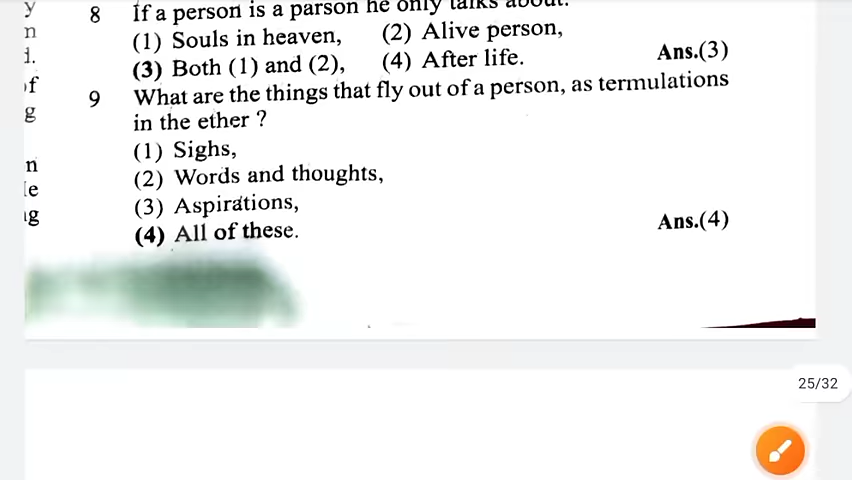 y
n
d.
of
g
n
le
g
8 If a person is a parson he only talks about.
(1) Souls in heaven, (2) Alive person,
(3) Both (1) and (2), (4) After life. Ans.(3)
9 What are the things that fly out of a person, as termulations
in the ether ?
(1) Sighs,
(2) Words and thoughts,
(3) Aspirations,
(4) All of these. Ans.(4)
25/32